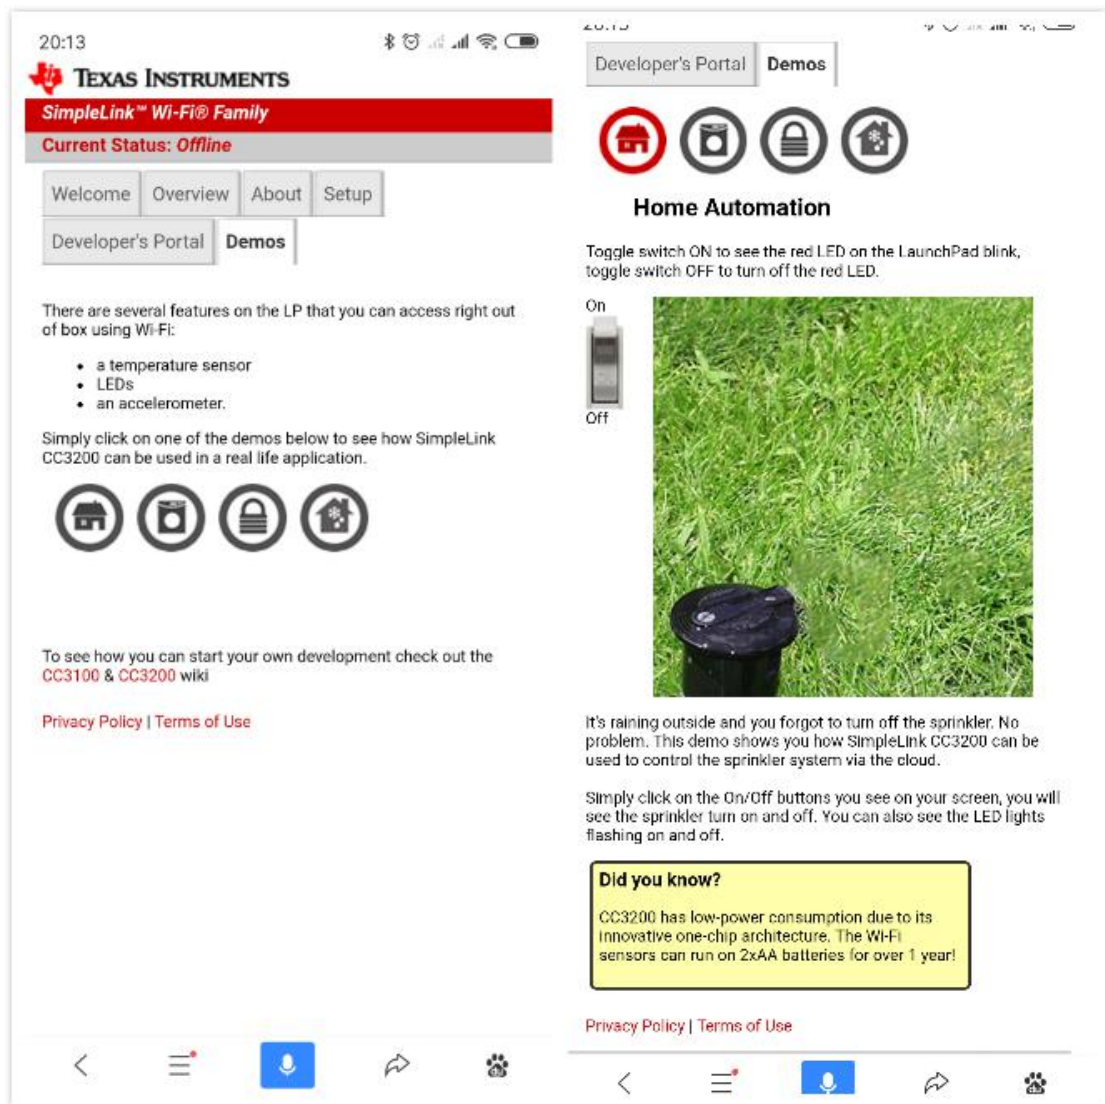 20:13
TEXAS INSTRUMENTS
SimpleLink™ Wi-Fi® Family
Current Status: Offline
Welcome
Overview
About
Setup
Developer's Portal
Demos
There are several features on the LP that you can access right out
of box using Wi-Fi:
• a temperature sensor
• LEDs
• an accelerometer.
Simply click on one of the demos below to see how SimpleLink
CC3200 can be used in a real life application.
To see how you can start your own development check out the
CC3100 & CC3200 wiki
Privacy Policy | Terms of Use
Developer's Portal
Demos
Home Automation
Toggle switch ON to see the red LED on the LaunchPad blink,
toggle switch OFF to turn off the red LED.
On
Off
It's raining outside and you forgot to turn off the sprinkler. No
problem. This demo shows you how SimpleLink CC3200 can be
used to control the sprinkler system via the cloud.
Simply click on the On/Off buttons you see on your screen, you will
see the sprinkler turn on and off. You can also see the LED lights
flashing on and off.
Did you know?
CC3200 has low-power consumption due to its
innovative one-chip architecture. The Wi-Fi
sensors can run on 2xAA batteries for over 1 year!
Privacy Policy | Terms of Use